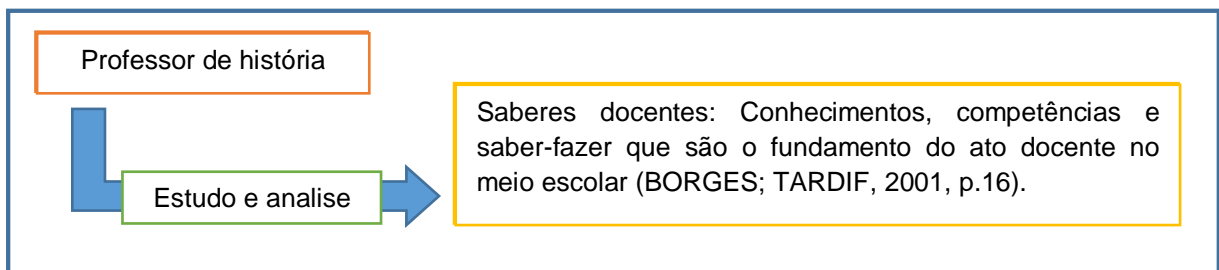 Professor de história
Saberes docentes: Conhecimentos, competências e
saber-fazer que são o fundamento do ato docente no
meio escolar (BORGES; TARDIF, 2001, p.16).
Estudo e analise